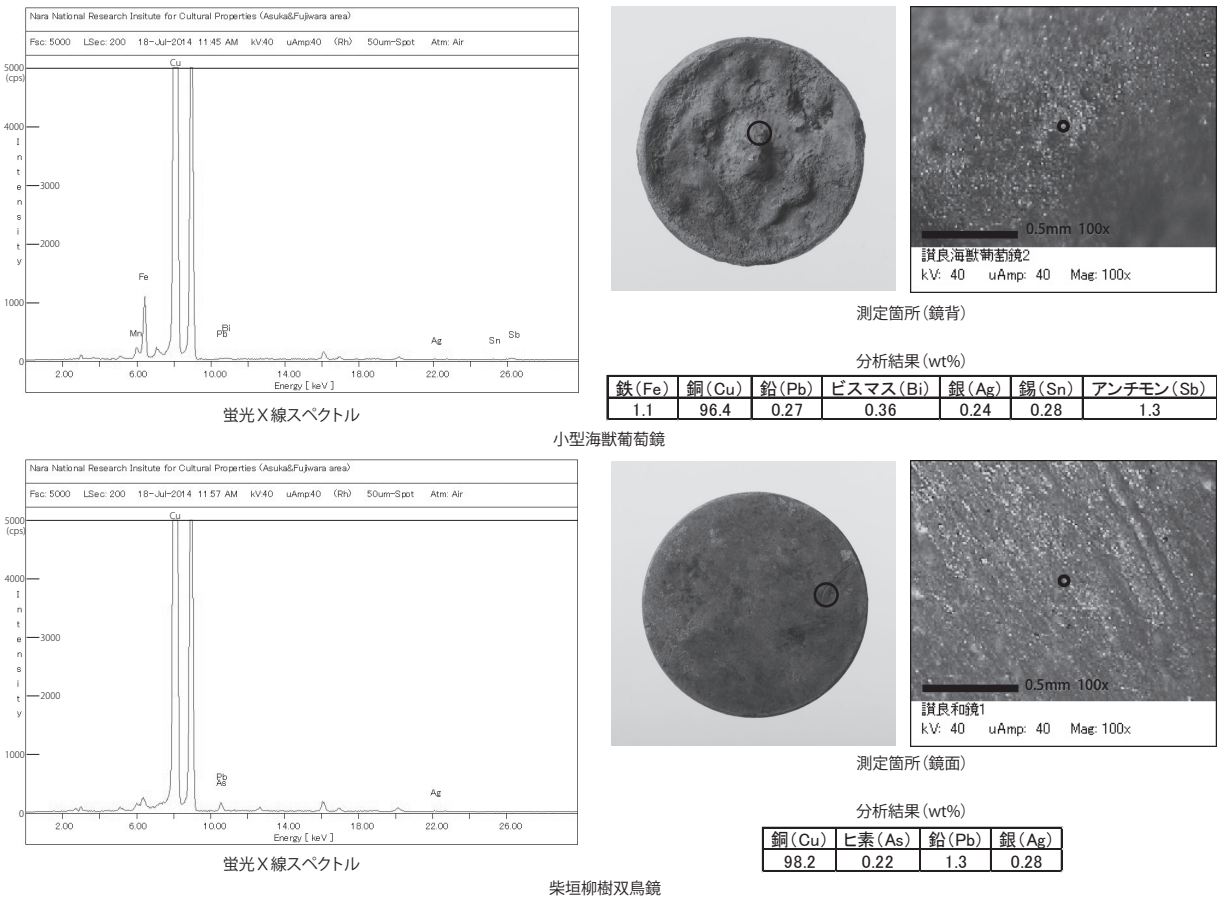 Nara National Research Insitute for Cultural Properties (Asuka&Fujiwara area)
Fsc: 5000 LSec: 200 18-Jul-2014 11:45 AM kV:40 uAmp:40 (Rh) 50um-Spot Atm: Air
Cu
5000
(cps)
4000
Intensity
3000
2000
Fe
1000
Mn
Bi
Pb
Ag
Sn
Sb
0
2.00 6.00 10.00 14.00 18.00 22.00 26.00
Energy [ keV ]
蛍光X線スペクトル
0.5mm 100x
讃良海獣葡萄鏡2
kV: 40 uAmp: 40 Mag: 100x
測定箇所(鏡背)
分析結果(wt%)
鉄(Fe) 銅(Cu) 鉛(Pb) ビスマス(Bi) 銀(Ag) 錫(Sn) アンチモン(Sb)
1.1 96.4 0.27 0.36 0.24 0.28 1.3
小型海獣葡萄鏡
Nara National Research Insitute for Cultural Properties (Asuka&Fujiwara area)
Fsc: 5000 LSec: 200 18-Jul-2014 11:57 AM kV:40 uAmp:40 (Rh) 50um-Spot Atm: Air
Cu
5000
(cps)
4000
Intensity
3000
2000
1000
Pb
As
Ag
0
2.00 6.00 10.00 14.00 18.00 22.00 26.00
Energy [ keV ]
蛍光X線スペクトル
0.5mm 100x
讃良和鏡1
kV: 40 uAmp: 40 Mag: 100x
測定箇所(鏡面)
分析結果(wt%)
銅(Cu) ヒ素(As) 鉛(Pb) 銀(Ag)
98.2 0.22 1.3 0.28
柴垣柳樹双鳥鏡